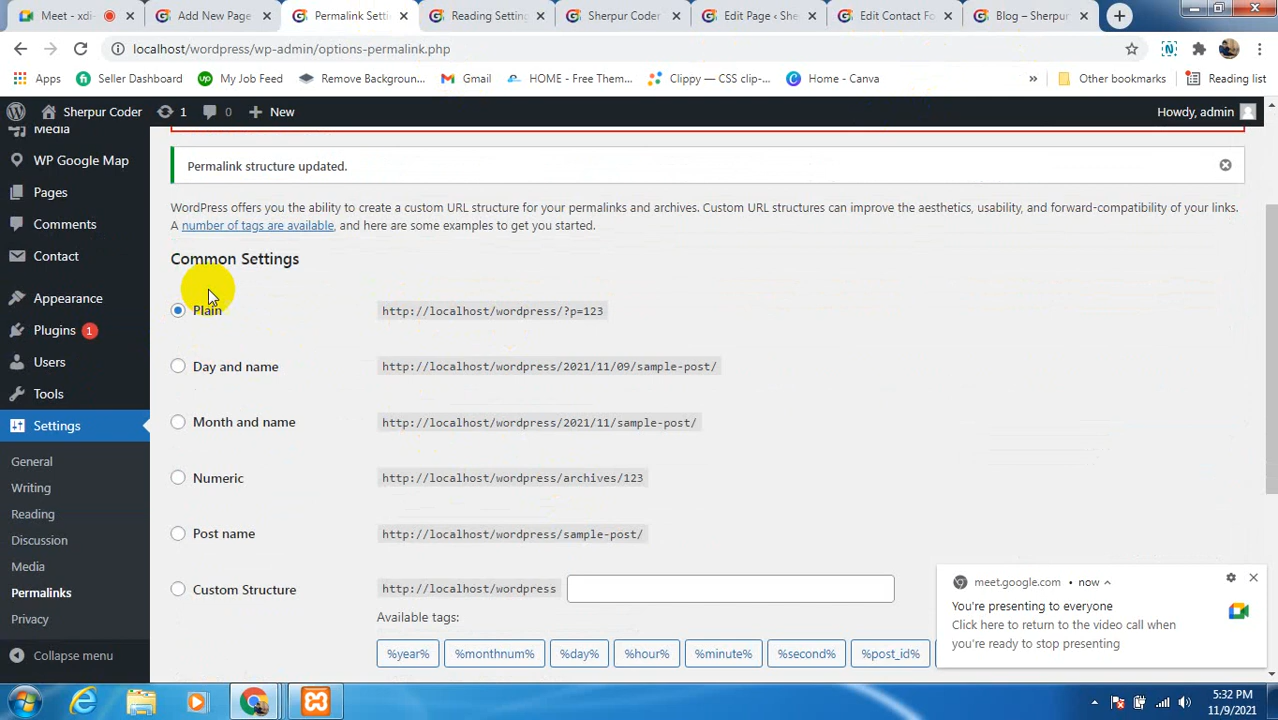 Meet - xdi
Add New Page
Permalink Setti
Reading Setting
Sherpur Coder
Edit Page ‹ She
Edit Contact Fo
Blog – Sherpur
localhost/wordpress/wp-admin/options-permalink.php
Apps
Seller Dashboard
My Job Feed
Remove Backgroun...
Gmail
HOME - Free Them...
Clippy — CSS clip-...
Home - Canva
»
Other bookmarks
Reading list
Sherpur Coder
1
0
New
Howdy, admin
Media
WP Google Map
Pages
Comments
Contact
Appearance
Plugins 1
Users
Tools
Settings
General
Writing
Reading
Discussion
Media
Permalinks
Privacy
Collapse menu
Permalink structure updated.
WordPress offers you the ability to create a custom URL structure for your permalinks and archives. Custom URL structures can improve the aesthetics, usability, and forward-compatibility of your links.
A number of tags are available, and here are some examples to get you started.
Common Settings
Plain http://localhost/wordpress/?p=123
Day and name http://localhost/wordpress/2021/11/09/sample-post/
Month and name http://localhost/wordpress/2021/11/sample-post/
Numeric http://localhost/wordpress/archives/123
Post name http://localhost/wordpress/sample-post/
Custom Structure http://localhost/wordpress
Available tags:
%year% %monthnum% %day% %hour% %minute% %second% %post_id%
meet.google.com • now
You're presenting to everyone
Click here to return to the video call when
you're ready to stop presenting
5:32 PM
11/9/2021